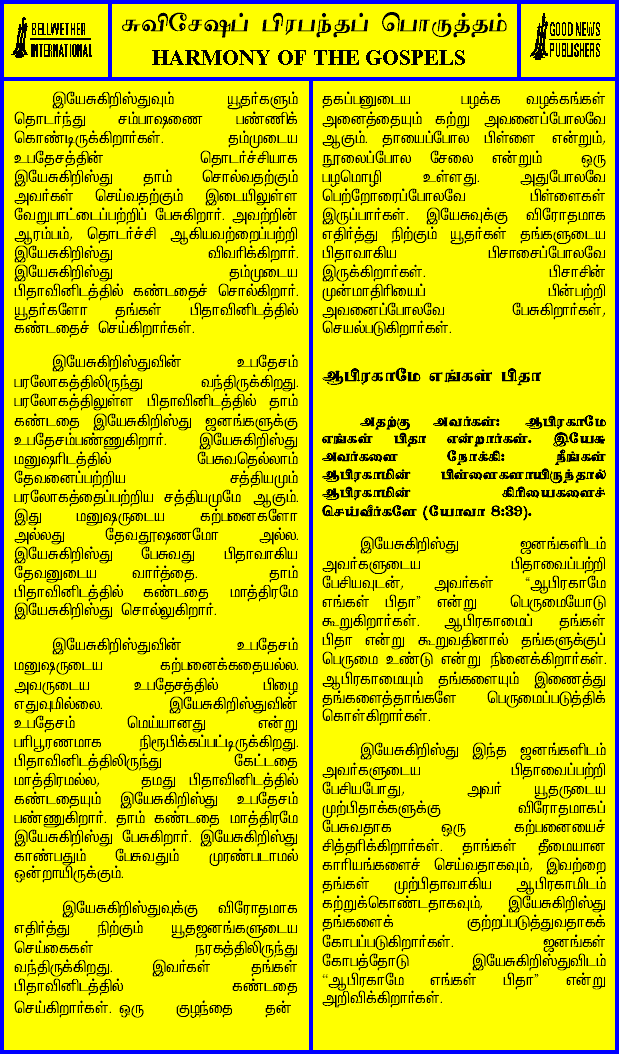 BELLWETHER
INTERNATIONAL
சுவிசேஷப் பிரபந்தப் பொருத்தம்
HARMONY OF THE GOSPELS
GOOD NEWS
PUBLISHERS
இயேசுகிறிஸ்துவும் யூதர்களும்
தொடர்ந்து சம்பாஷணை பண்ணிக்
கொண்டிருக்கிறார்கள். தம்முடைய
உபதேசத்தின் தொடர்ச்சியாக
இயேசுகிறிஸ்து தாம் சொல்வதற்கும்
அவர்கள் செய்வதற்கும் இடையிலுள்ள
வேறுபாட்டைப்பற்றிப் பேசுகிறார். அவற்றின்
ஆரம்பம், தொடர்ச்சி ஆகியவற்றைப்பற்றி
இயேசுகிறிஸ்து விவரிக்கிறார்.
இயேசுகிறிஸ்து தம்முடைய
பிதாவினிடத்தில் கண்டதைச் சொல்கிறார்.
யூதர்களோ தங்கள் பிதாவினிடத்தில்
கண்டதைச் செய்கிறார்கள்.
இயேசுகிறிஸ்துவின் உபதேசம்
பரலோகத்திலிருந்து வந்திருக்கிறது.
பரலோகத்திலுள்ள பிதாவினிடத்தில் தாம்
கண்டதை இயேசுகிறிஸ்து ஜனங்களுக்கு
உபதேசம்பண்ணுகிறார். இயேசுகிறிஸ்து
மனுஷரிடத்தில் பேசுவதெல்லாம்
தேவனைப்பற்றிய சத்தியமும்
பரலோகத்தைப்பற்றிய சத்தியமுமே ஆகும்.
இது மனுஷருடைய கற்பனைகளோ
அல்லது தேவதூஷணமோ அல்ல.
இயேசுகிறிஸ்து பேசுவது பிதாவாகிய
தேவனுடைய வார்த்தை. தாம்
பிதாவினிடத்தில் கண்டதை மாத்திரமே
இயேசுகிறிஸ்து சொல்லுகிறார்.
இயேசுகிறிஸ்துவின் உபதேசம்
மனுஷருடைய கற்பனைக்கதையல்ல.
அவருடைய உபதேசத்தில் பிழை
எதுவுமில்லை. இயேசுகிறிஸ்துவின்
உபதேசம் மெய்யானது என்று
பரிபூரணமாக நிரூபிக்கப்பட்டிருக்கிறது.
பிதாவினிடத்திலிருந்து கேட்டதை
மாத்திரமல்ல, தமது பிதாவினிடத்தில்
கண்டதையும் இயேசுகிறிஸ்து உபதேசம்
பண்ணுகிறார். தாம் கண்டதை மாத்திரமே
இயேசுகிறிஸ்து பேசுகிறார். இயேசுகிறிஸ்து
காண்பதும் பேசுவதும் முரண்படாமல்
ஒன்றாயிருக்கும்.
இயேசுகிறிஸ்துவுக்கு விரோதமாக
எதிர்த்து நிற்கும் யூதஜனங்களுடைய
செய்கைகள் நரகத்திலிருந்து
வந்திருக்கிறது. இவர்கள் தங்கள்
பிதாவினிடத்தில் கண்டதை
செய்கிறார்கள். ஒரு குழந்தை தன்
தகப்பனுடைய பழக்க வழக்கங்கள்
அனைத்தையும் கற்று அவனைப்போலவே
ஆகும். தாயைப்போல பிள்ளை என்றும்,
நூலைப்போல சேலை என்றும் ஒரு
பழமொழி உள்ளது. அதுபோலவே
பெற்றோரைப்போலவே பிள்ளைகள்
இருப்பார்கள். இயேசுவுக்கு விரோதமாக
எதிர்த்து நிற்கும் யூதர்கள் தங்களுடைய
பிதாவாகிய பிசாசைப்போலவே
இருக்கிறார்கள். பிசாசின்
முன்மாதிரியைப் பின்பற்றி
அவனைப்போலவே பேசுகிறார்கள்,
செயல்படுகிறார்கள்.
ஆபிரகாமே எங்கள் பிதா
அதற்கு அவர்கள்: ஆபிரகாமே
எங்கள் பிதா என்றார்கள். இயேசு
அவர்களை நோக்கி: நீங்கள்
ஆபிரகாமின் பிள்ளைகளாயிருந்தால்
ஆபிரகாமின் கிரியைகளைச்
செய்வீர்களே (யோவா 8:39).
இயேசுகிறிஸ்து ஜனங்களிடம்
அவர்களுடைய பிதாவைப்பற்றி
பேசியவுடன், அவர்கள் “ஆபிரகாமே
எங்கள் பிதா” என்று பெருமையோடு
கூறுகிறார்கள். ஆபிரகாமைப் தங்கள்
பிதா என்று கூறுவதினால் தங்களுக்குப்
பெருமை உண்டு என்று நினைக்கிறார்கள்.
ஆபிரகாமையும் தங்களையும் இணைத்து
தங்களைத்தாங்களே பெருமைப்படுத்திக்
கொள்கிறார்கள்.
இயேசுகிறிஸ்து இந்த ஜனங்களிடம்
அவர்களுடைய பிதாவைப்பற்றி
பேசியபோது, அவர் யூதருடைய
முற்பிதாக்களுக்கு விரோதமாகப்
பேசுவதாக ஒரு கற்பனையைச்
சித்தரிக்கிறார்கள். தாங்கள் தீமையான
காரியங்களைச் செய்வதாகவும், இவற்றை
தங்கள் முற்பிதாவாகிய ஆபிரகாமிடம்
கற்றுக்கொண்டதாகவும், இயேசுகிறிஸ்து
தங்களைக் குற்றப்படுத்துவதாகக்
கோபப்படுகிறார்கள். ஜனங்கள்
கோபத்தோடு இயேசுகிறிஸ்துவிடம்
“ஆபிரகாமே எங்கள் பிதா” என்று
அறிவிக்கிறார்கள்.